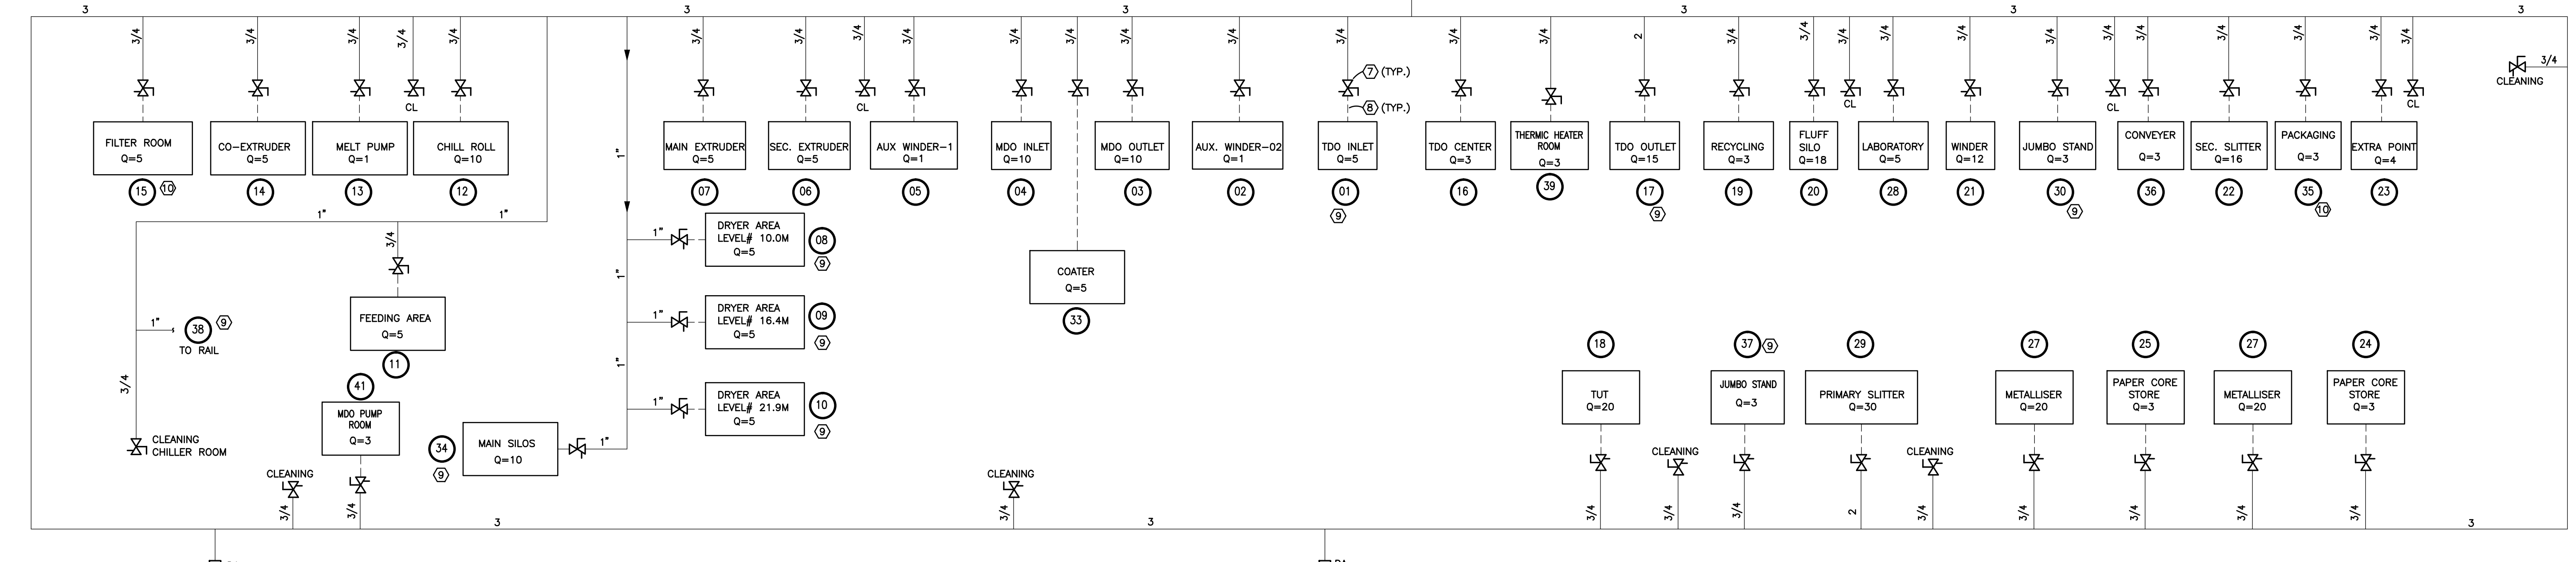 3 3 3 3 3
3/4 3/4 3/4 3/4 3/4 3/4 3/4 3/4 3/4 3/4 3/4 3/4 3/4 3/4 3/4 3/4 2 3/4 3/4 3/4 3/4 3/4 3/4 3/4 3/4 3/4 3/4 3/4 3/4
7 (TYP.)
8 (TYP.)
CL
CL
CL
CL
CL
3/4
CLEANING
FILTER ROOM
Q=5
15 10
CO-EXTRUDER
Q=5
14
MELT PUMP
Q=1
13
CHILL ROLL
Q=10
12
MAIN EXTRUDER
Q=5
07
SEC. EXTRUDER
Q=5
06
AUX WINDER-1
Q=1
05
MDO INLET
Q=10
04
MDO OUTLET
Q=10
03
AUX. WINDER-02
Q=1
02
TDO INLET
Q=5
01
9
TDO CENTER
Q=3
16
THERMIC HEATER
ROOM
Q=3
39
TDO OUTLET
Q=15
17
9
RECYCLING
Q=3
19
FLUFF
SILO
Q=18
20
LABORATORY
Q=5
28
WINDER
Q=12
21
JUMBO STAND
Q=3
30
9
CONVEYER
Q=3
36
SEC. SLITTER
Q=16
22
PACKAGING
Q=3
35
10
EXTRA POINT
Q=4
23
1" 1"
3/4
FEEDING AREA
Q=5
11
1"
38 9
TO RAIL
3/4
CLEANING
CHILLER ROOM
41
MDO PUMP
ROOM
Q=3
3/4
CLEANING
3/4
1"
1"
DRYER AREA
LEVEL# 10.0M
Q=5
08
9
1"
1"
DRYER AREA
LEVEL# 16.4M
Q=5
09
9
1"
1"
DRYER AREA
LEVEL# 21.9M
Q=5
10
9
34
9
MAIN SILOS
Q=10
1"
COATER
Q=5
33
CLEANING
3/4
18
TUT
Q=20
3/4
CLEANING
3/4
37 9
JUMBO STAND
Q=3
3/4
29
PRIMARY SLITTER
Q=30
2
CLEANING
3/4
27
METALLISER
Q=20
3/4
25
PAPER CORE
STORE
Q=3
3/4
27
METALLISER
Q=20
3/4
24
PAPER CORE
STORE
Q=3
3/4
3 3 3